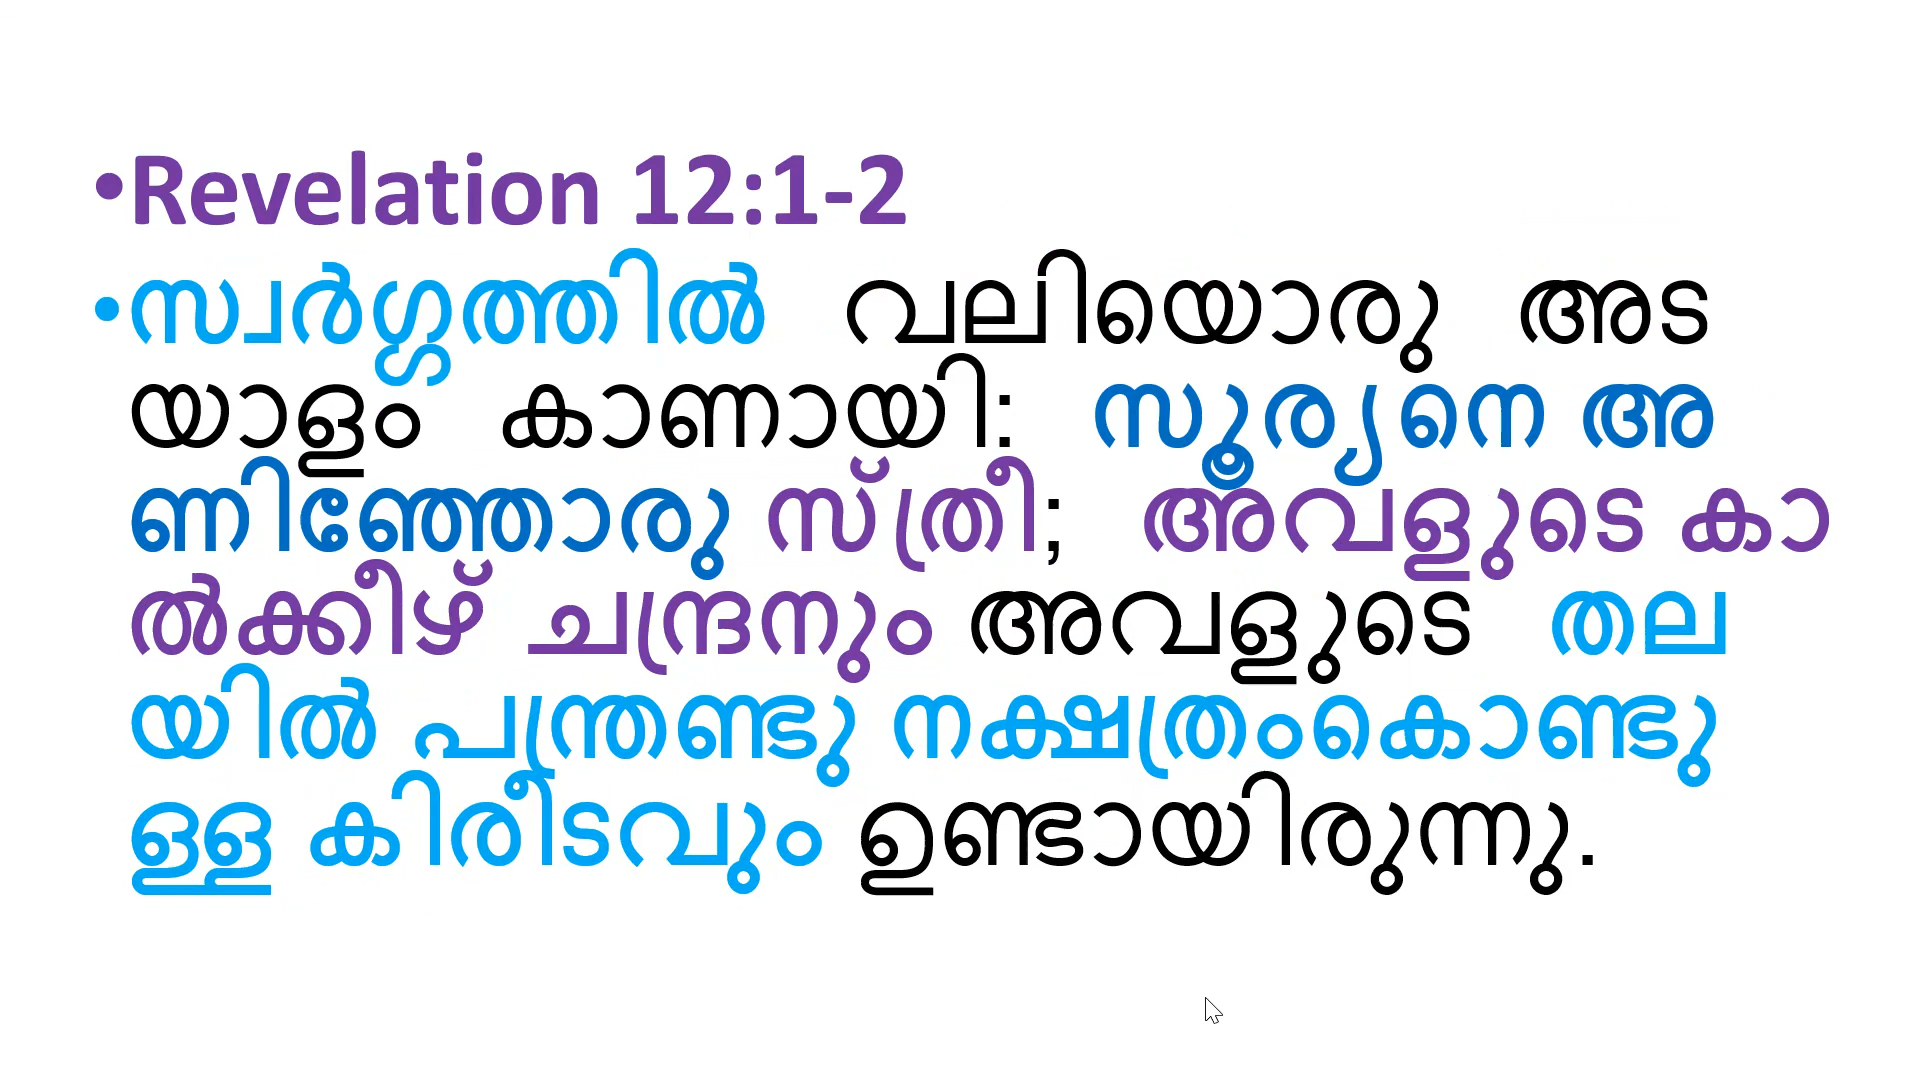 •Revelation 12:1-2
•സ്വർഗ്ഗത്തിൽ വലിയൊരു അട
യാളം കാണായി: സൂര്യനെ അ
ണിഞ്ഞോരു സ്ത്രീ; അവളുടെ കാ
ൽക്കീഴ് ചന്ദ്രനും അവളുടെ തല
യിൽ പന്ത്രണ്ടു നക്ഷത്രംകൊണ്ടു
ള്ള കിരീടവും ഉണ്ടായിരുന്നു.